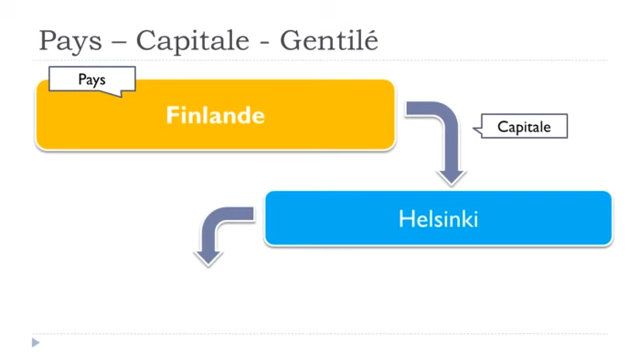 Pays – Capitale - Gentilé
Pays
Finlande
Capitale
Helsinki